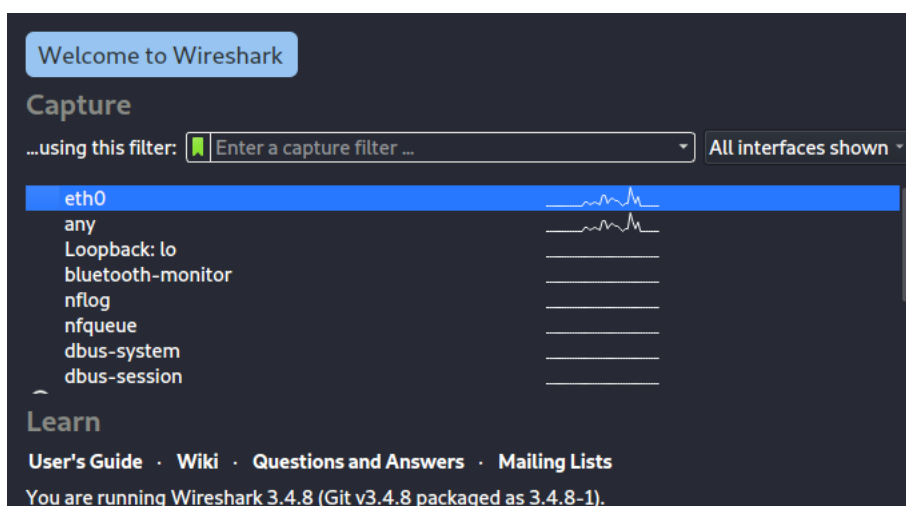 Welcome to Wireshark
Capture
...using this filter: Enter a capture filter ... All interfaces shown
eth0
any
Loopback: lo
bluetooth-monitor
nflog
nfqueue
dbus-system
dbus-session
Learn
User's Guide · Wiki · Questions and Answers · Mailing Lists
You are running Wireshark 3.4.8 (Git v3.4.8 packaged as 3.4.8-1).